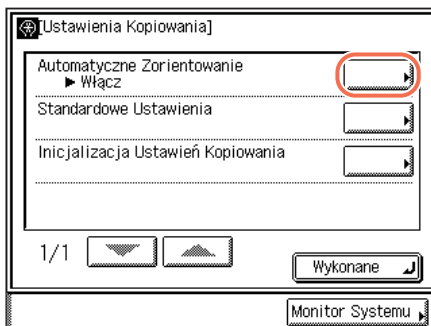 [Ustawienia Kopiowania]
Automatyczne Zorientowanie
► Włącz
Standardowe Ustawienia
Inicjalizacja Ustawień Kopiowania
1/1
Wykonane
Monitor Systemu